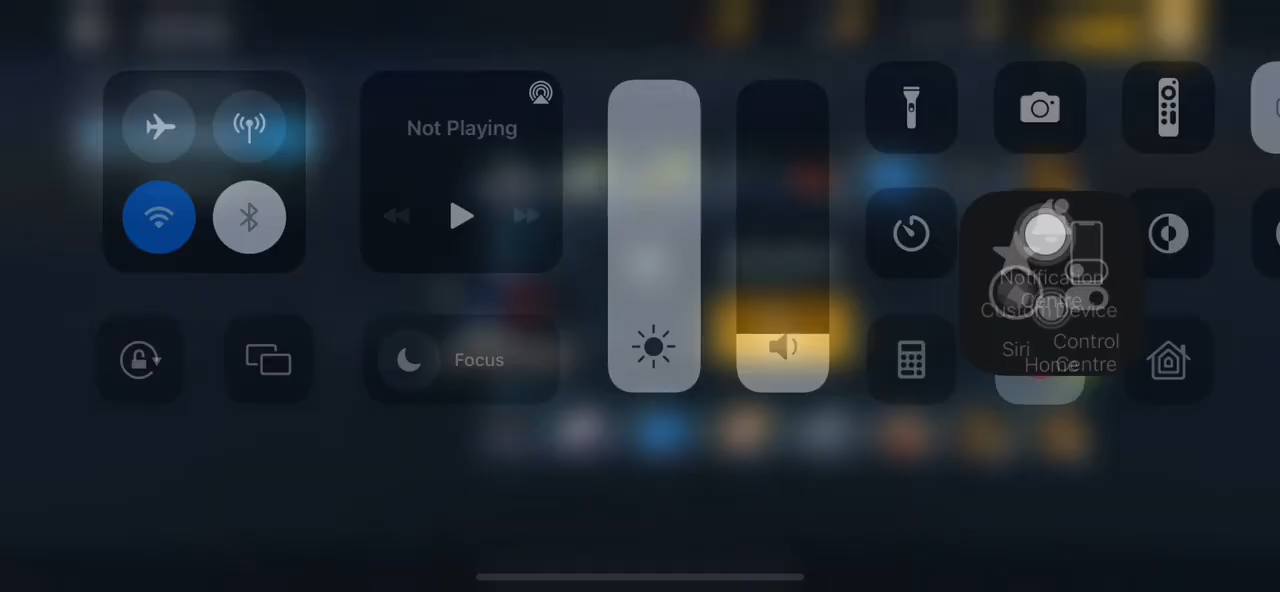 Not Playing
Focus
Notification
Centre
Custom
Device
Siri
Control
Centre
Home